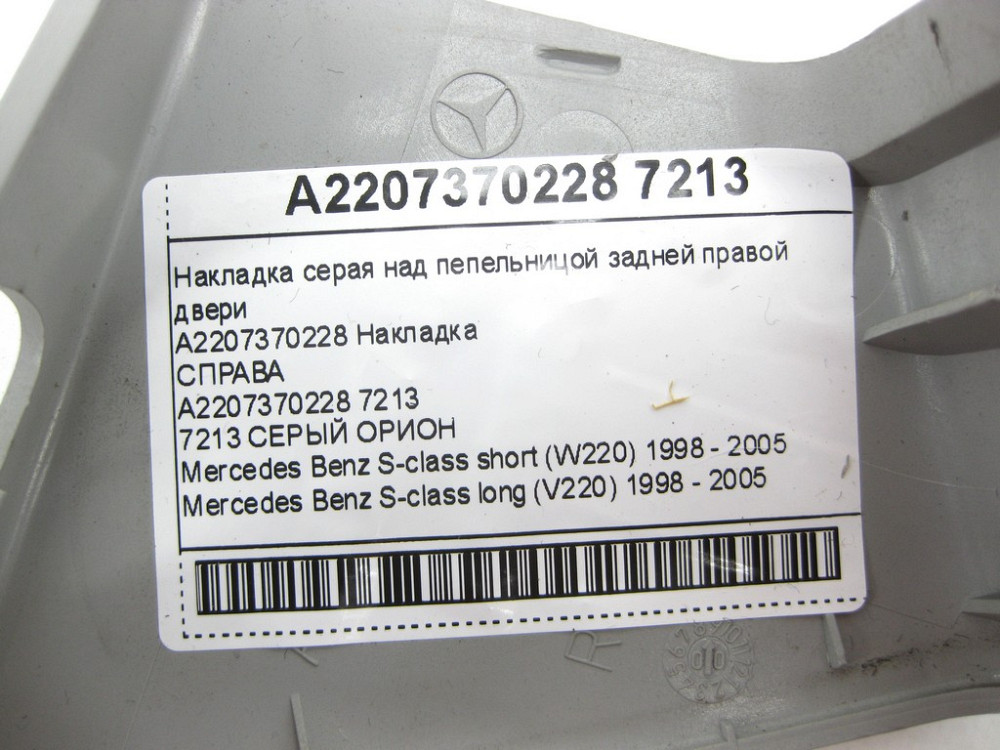 A2207370228 7213
Накладка серая над пепельницой задней правой
двери
A2207370228 Накладка
СПРАВА
A2207370228 7213
7213 СЕРЫЙ ОРИОН
Mercedes Benz S-class short (W220) 1998 - 2005
Mercedes Benz S-class long (V220) 1998 - 2005
R